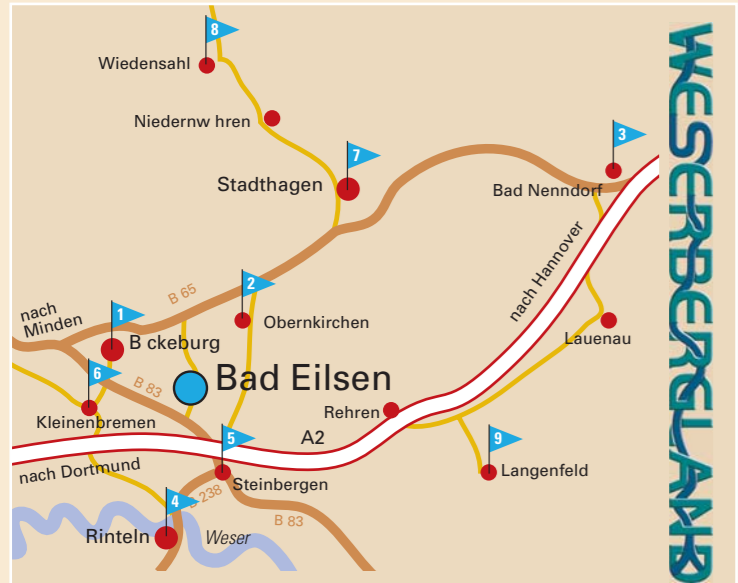 8
Wiedensahl
Niedernw hren
7
Stadthagen
3
Bad Nenndorf
WESERBERGLAND
nach Hannover
B 65
2
Obernkirchen
nach
Minden
1
B ckeburg
Lauenau
6
B 83
Bad Eilsen
Kleinenbremen
Rehren
5
A2
9
nach Dortmund
Steinbergen
Langenfeld
B 238
4
B 83
Rinteln
Weser